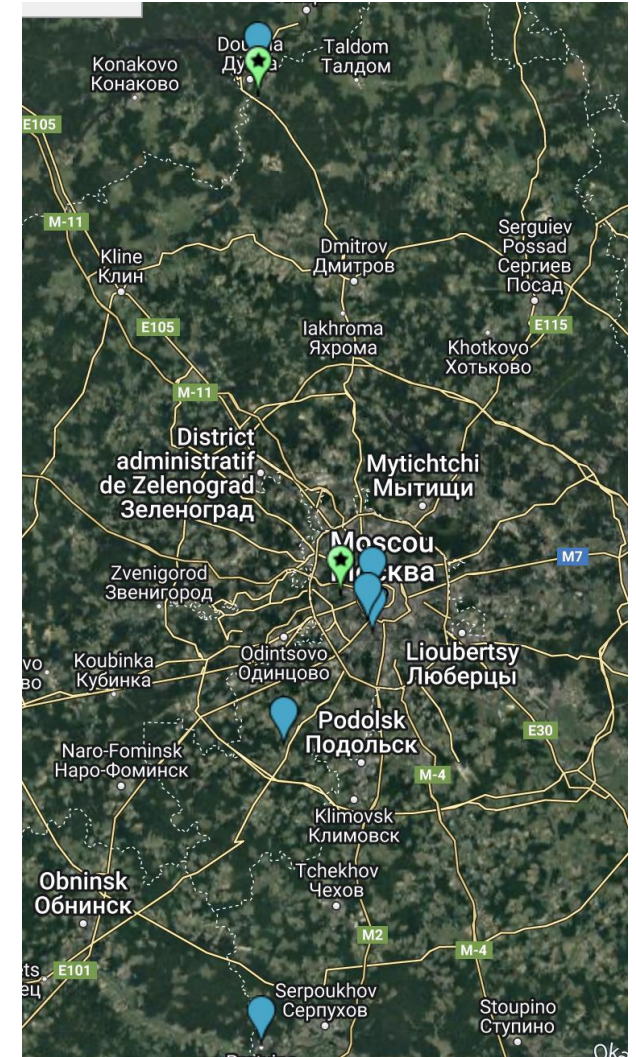 Taldom
Талдом
Konakovo
Конаково
E105
M-11
Serguiev
Possad
Сергиев
Посад
Dmitrov
Дмитров
Kline
Клин
E105
Iakhroma
Яхрома
E115
Khotkovo
Хотьково
M-11
District
administratif
de Zelenograd
Зеленоград
Mytichtchi
Мытищи
Moscou
M7
Zvenigorod
Звенигород
Odintsovo
Одинцово
Lioubertsy
Люберцы
Koubinka
Кубинка
Podolsk
Подольск
E30
Naro-Fominsk
Наро-Фоминск
M-4
Klimovsk
Климовск
Tchekhov
Чехов
Obninsk
Обнинск
M2
M-4
E101
Serpoukhov
Серпухов
Stoupino
Ступино